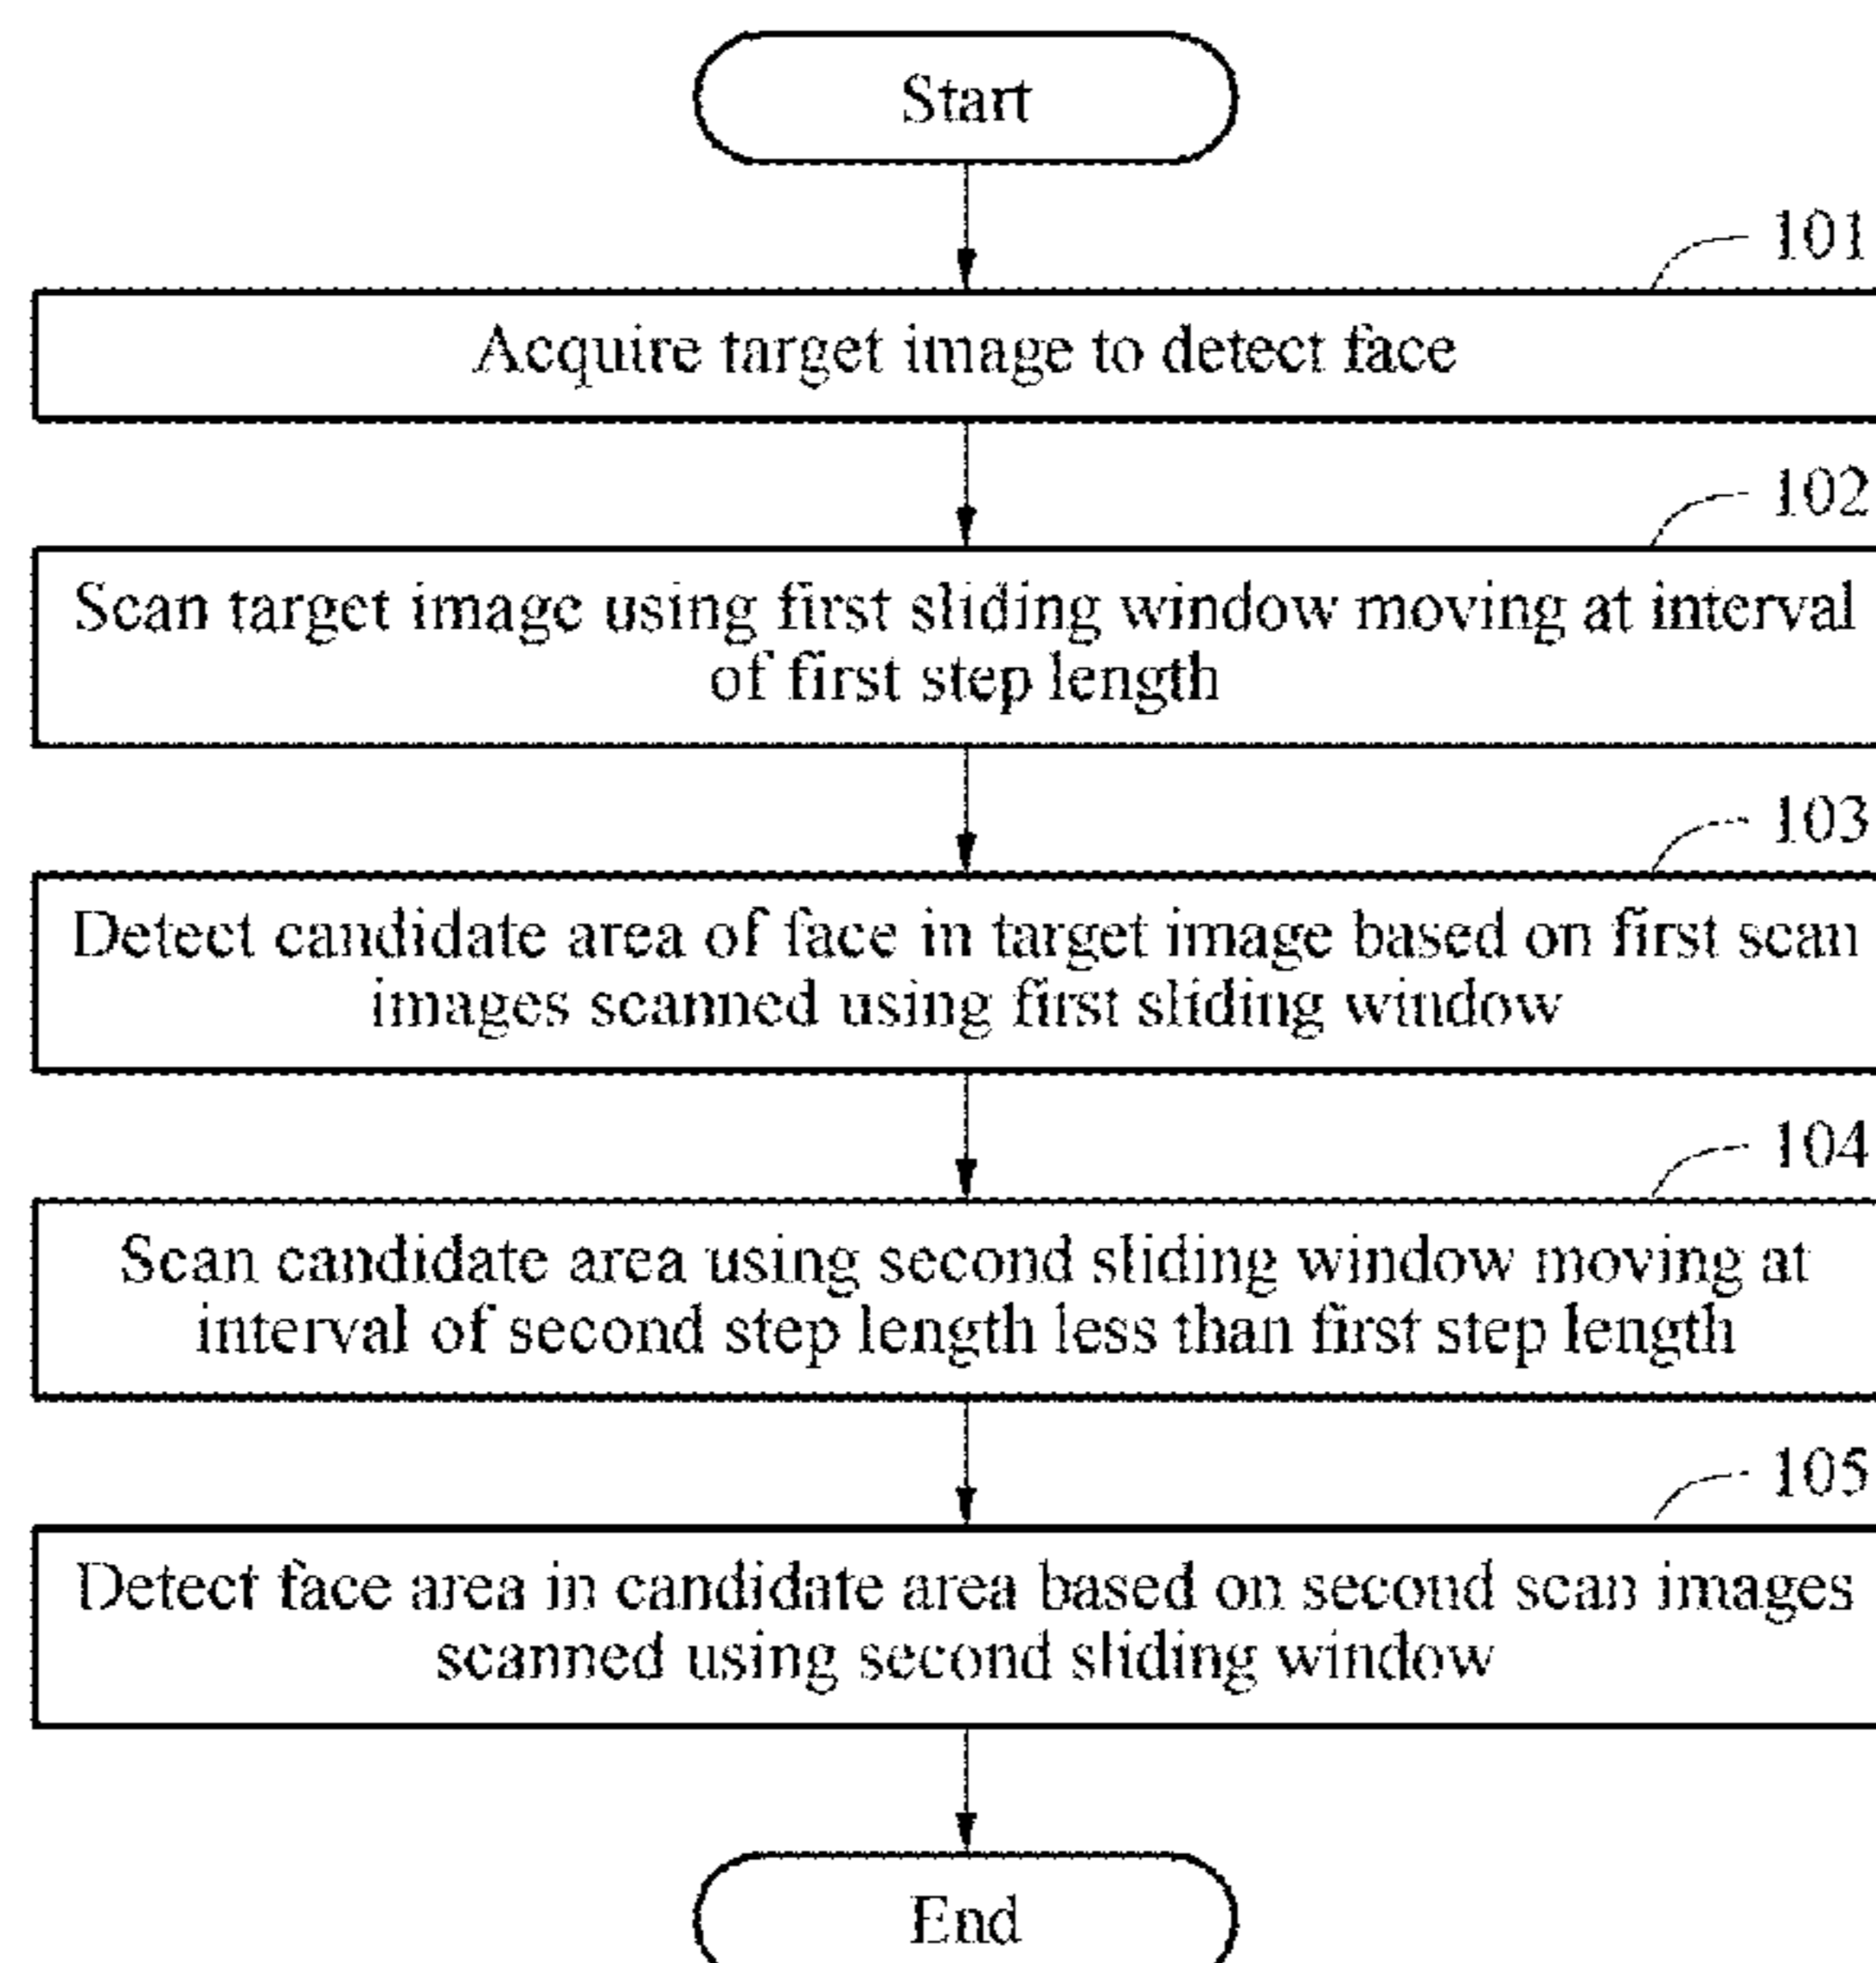 Start
101
Acquire target image to detect face
102
Scan target image using first sliding window moving at interval
of first step length
103
Detect candidate area of face in target image based on first scan
images scanned using first sliding window
104
Scan candidate area using second sliding window moving at
interval of second step length less than first step length
105
Detect face area in candidate area based on second scan images
scanned using second sliding window
End